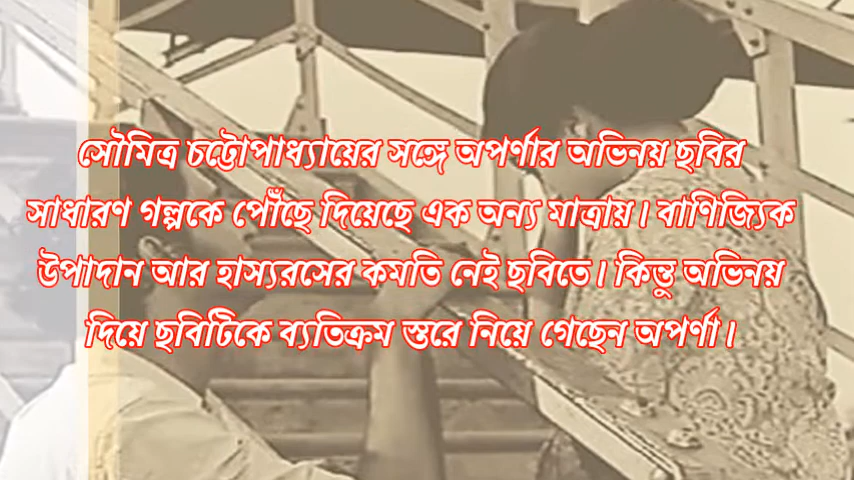 সৌমিত্র চট্টোপাধ্যায়ের সঙ্গে অপর্ণার অভিনয় ছবির
সাধারণ গল্পকে পৌঁছে দিয়েছে এক অন্য মাত্রায়। বাণিজ্যিক
উপাদান আর হাস্যরসের কমতি নেই ছবিতে। কিন্তু অভিনয়
দিয়ে ছবিটিকে ব্যতিক্রম স্তরে নিয়ে গেছেন অপর্ণা।